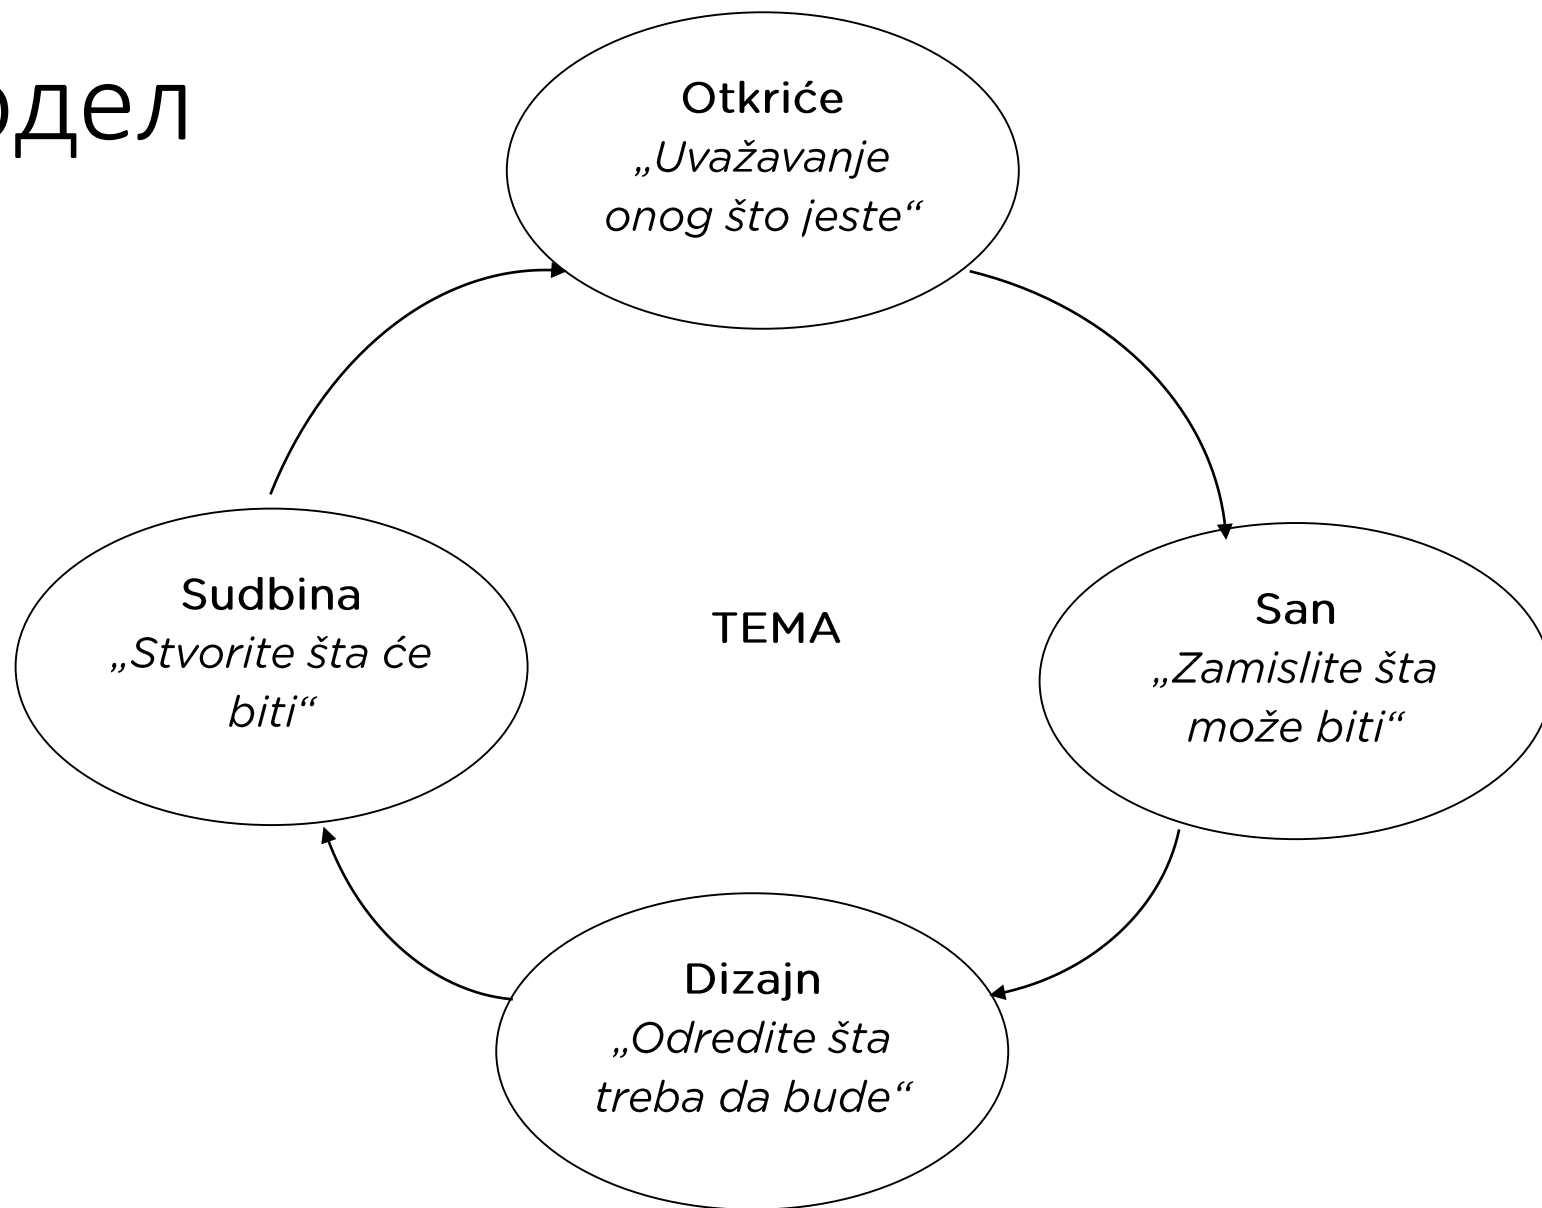 одел
Otkriće
„Uvažavanje
onog što jeste“
Sudbina
„Stvorite šta će
biti“
TEMA
San
„Zamislite šta
može biti“
Dizajn
„Odredite šta
treba da bude“